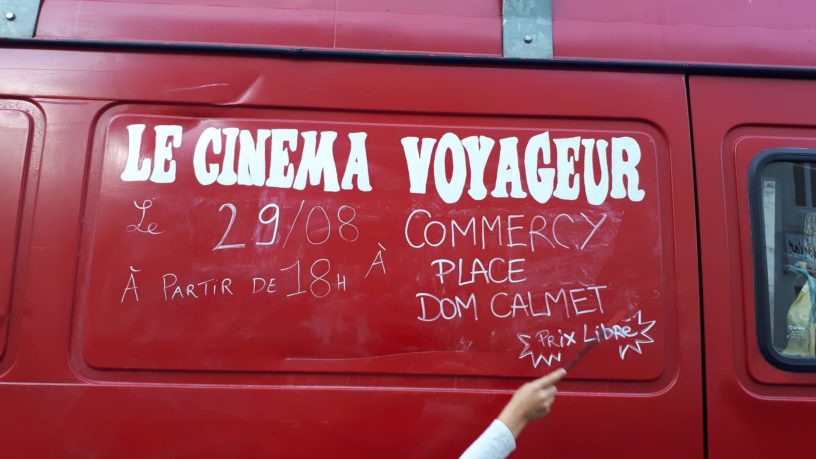 LE CINEMA VOYAGEUR
Le 29/08 À COMMERCY
À PARTIR DE 18H PLACE
DOM CALMET
PRIX LIBRE